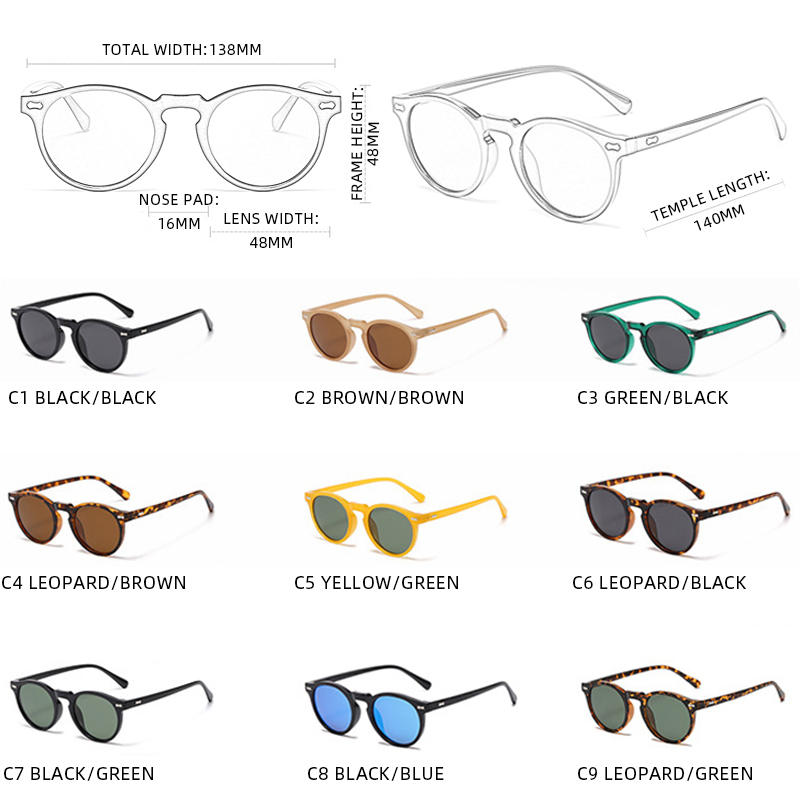 TOTAL WIDTH:138MM
FRAME HEIGHT:
48MM
NOSE PAD:
16MM
LENS WIDTH:
48MM
TEMPLE LENGTH:
140MM
C1 BLACK/BLACK
C2 BROWN/BROWN
C3 GREEN/BLACK
C4 LEOPARD/BROWN
C5 YELLOW/GREEN
C6 LEOPARD/BLACK
C7 BLACK/GREEN
C8 BLACK/BLUE
C9 LEOPARD/GREEN